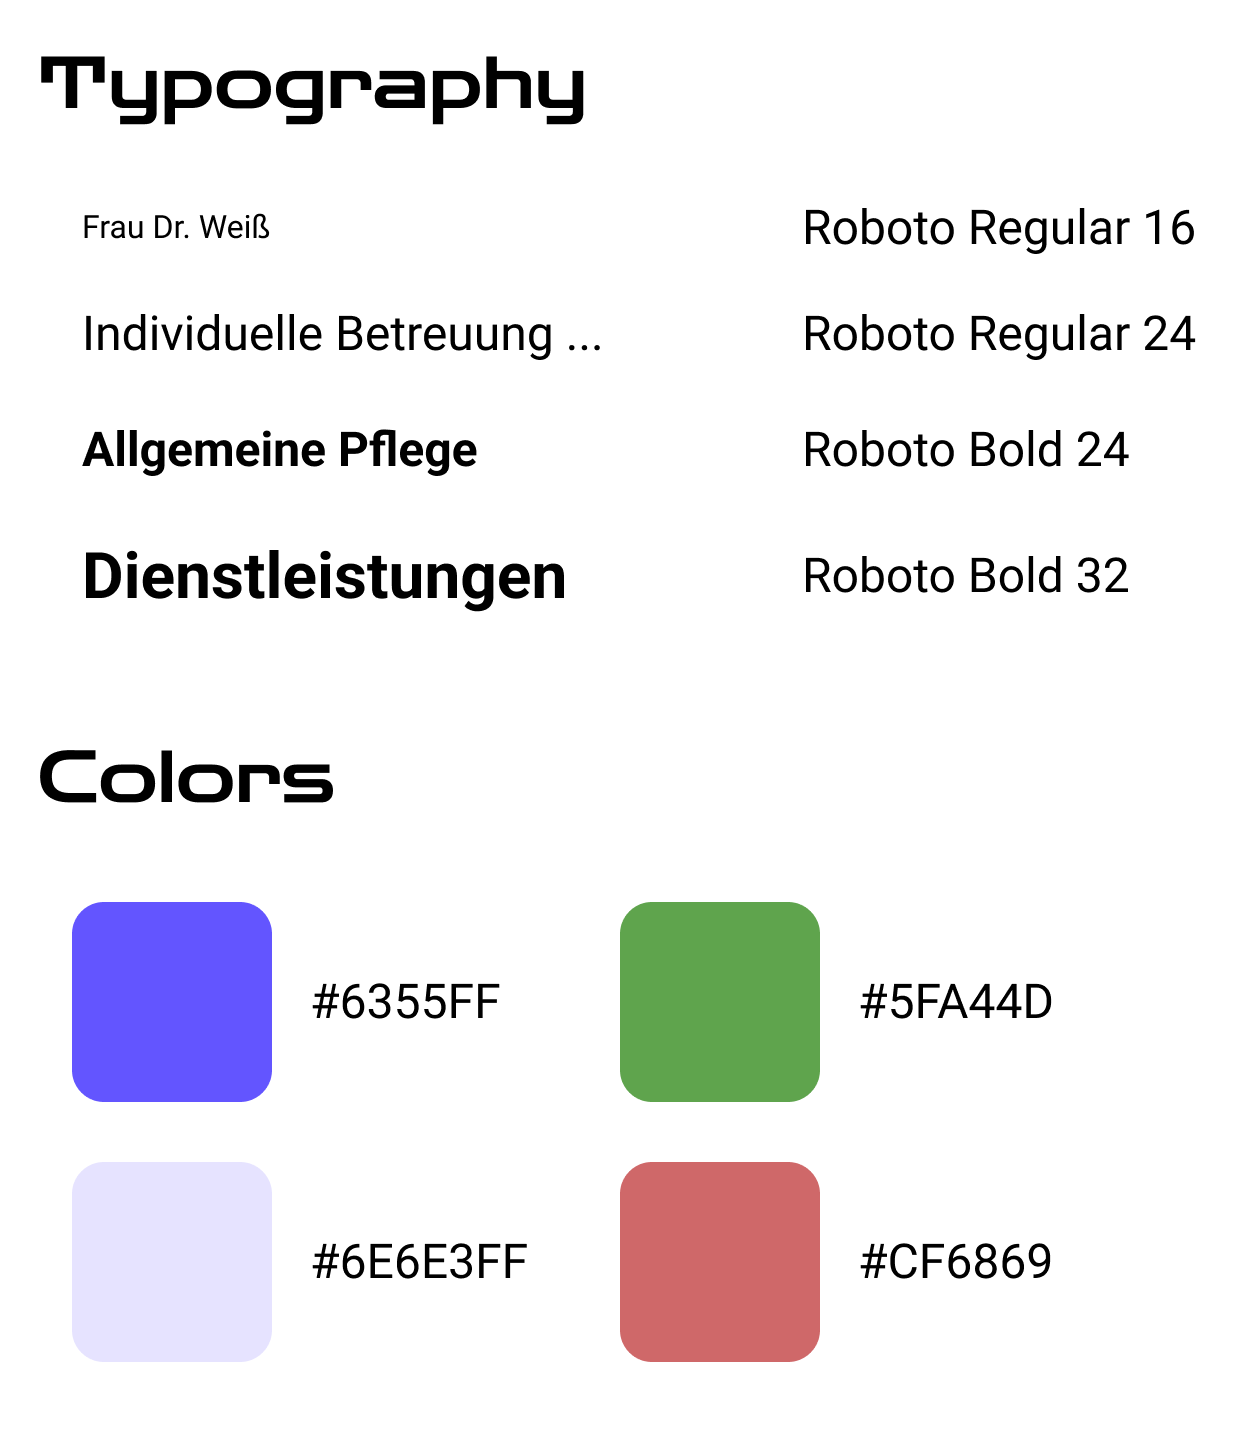 Typography
Frau Dr. Weiß Roboto Regular 16
Individuelle Betreuung ... Roboto Regular 24
Allgemeine Pflege Roboto Bold 24
Dienstleistungen Roboto Bold 32
Colors
#6355FF #5FA44D
#6E6E3FF #CF6869